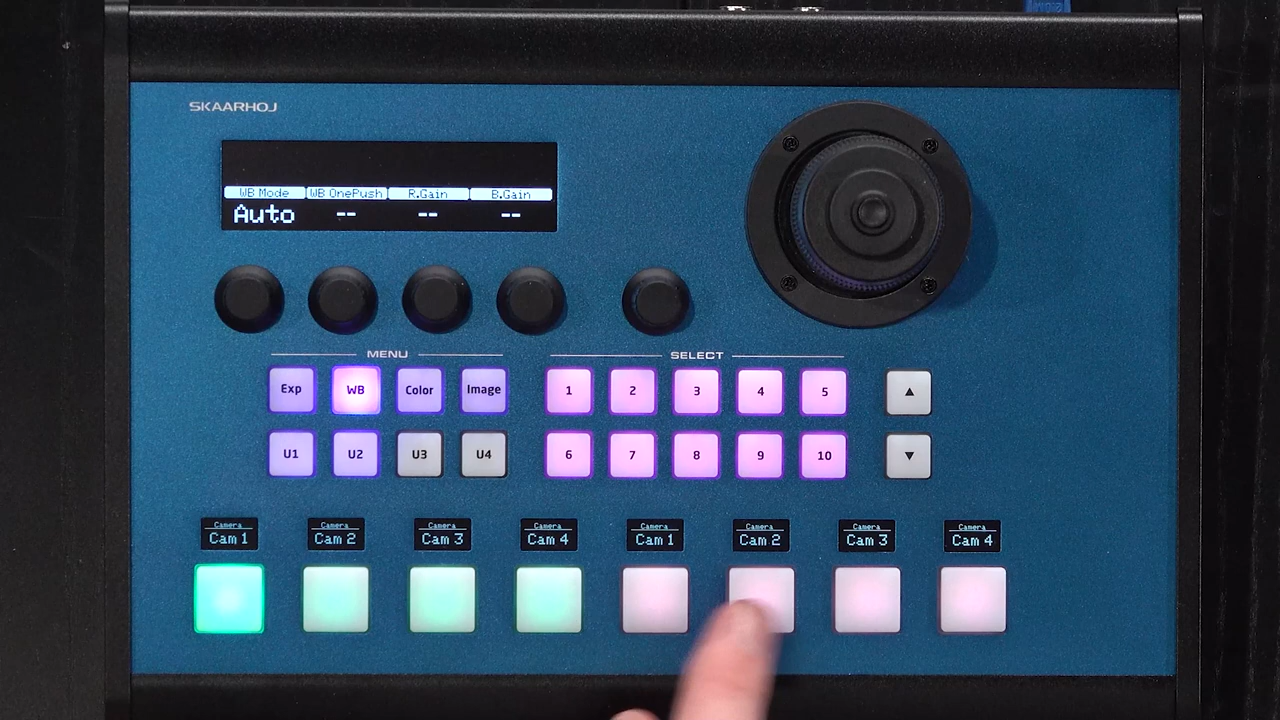 SKAARHOJ
WB Mode WB OnePush R.Gain B.Gain
Auto -- -- --
MENU SELECT
Exp WB Color Image 1 2 3 4 5 ▲
U1 U2 U3 U4 6 7 8 9 10 ▼
Camera Camera Camera Camera Camera Camera Camera Camera
Cam 1 Cam 2 Cam 3 Cam 4 Cam 1 Cam 2 Cam 3 Cam 4